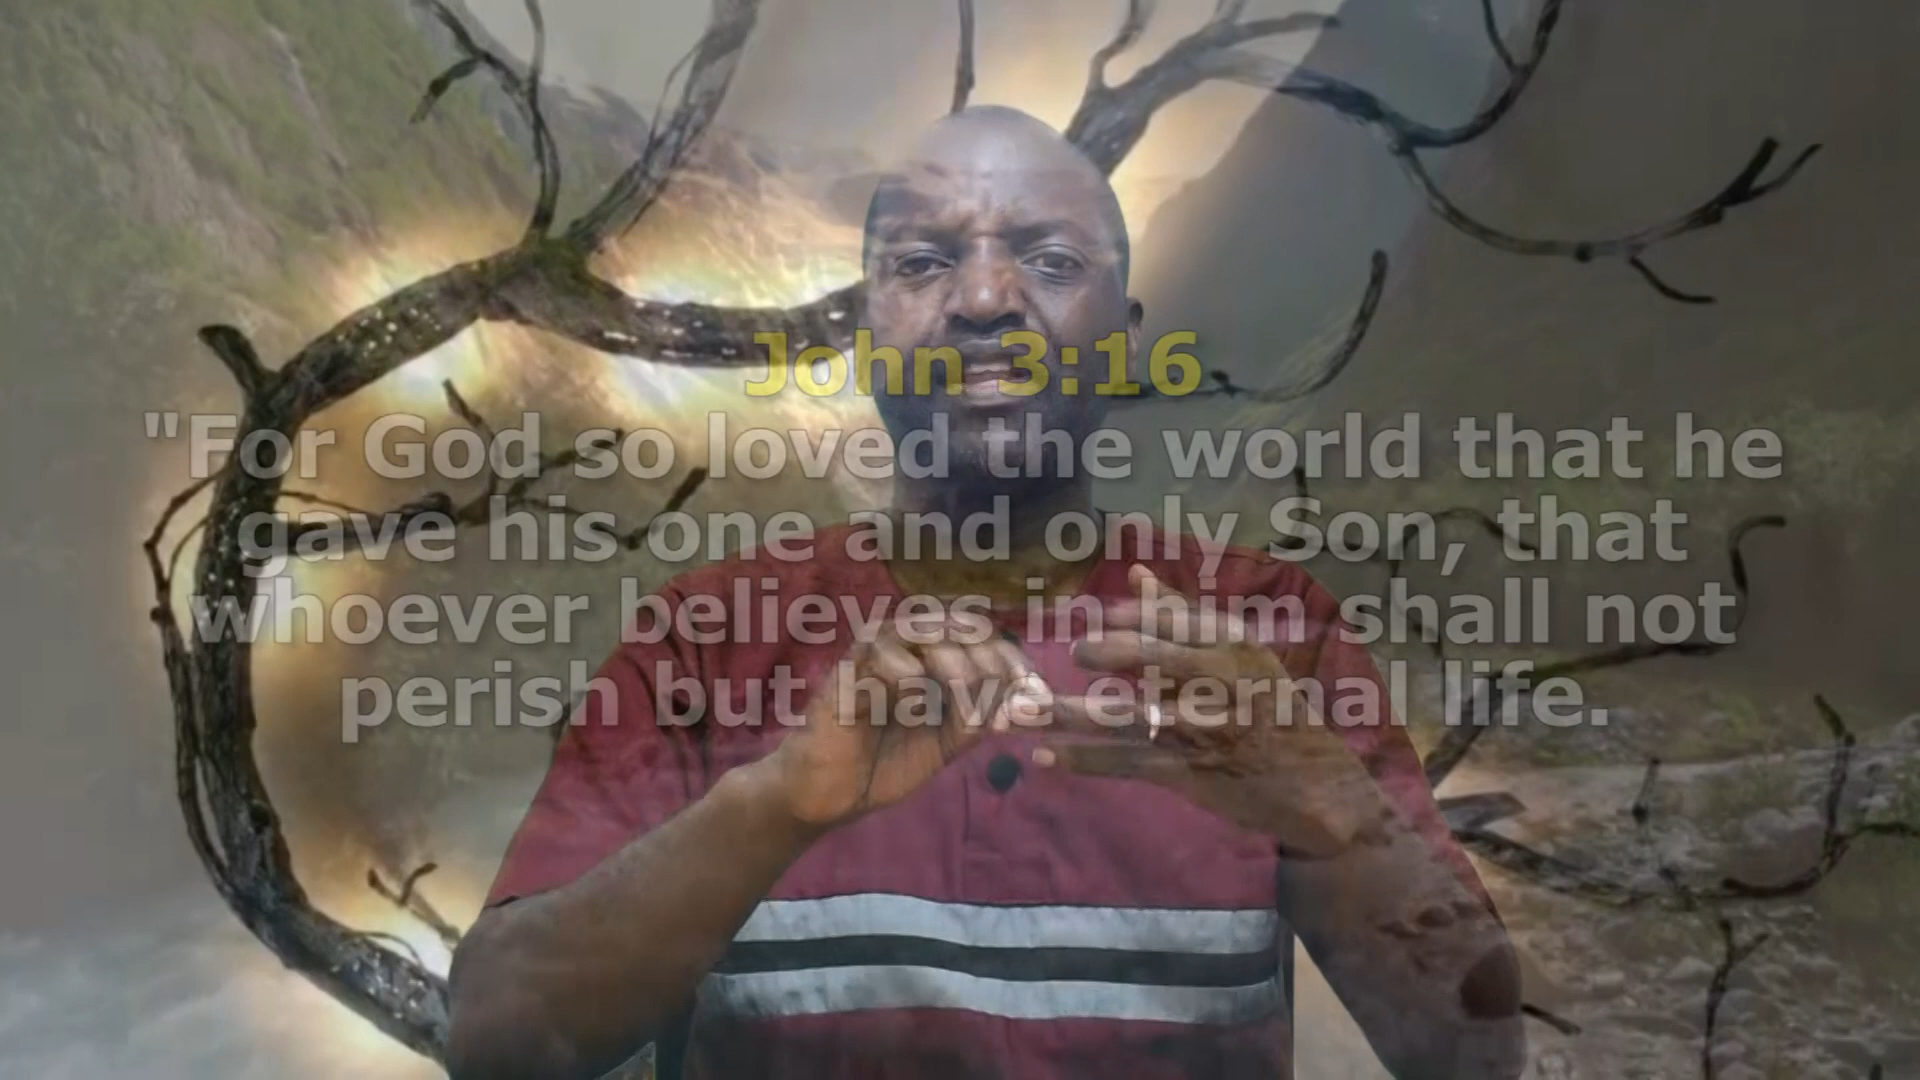 John 3:16
"For God so loved the world that he
gave his one and only Son, that
whoever believes in him shall not
perish but have eternal life.